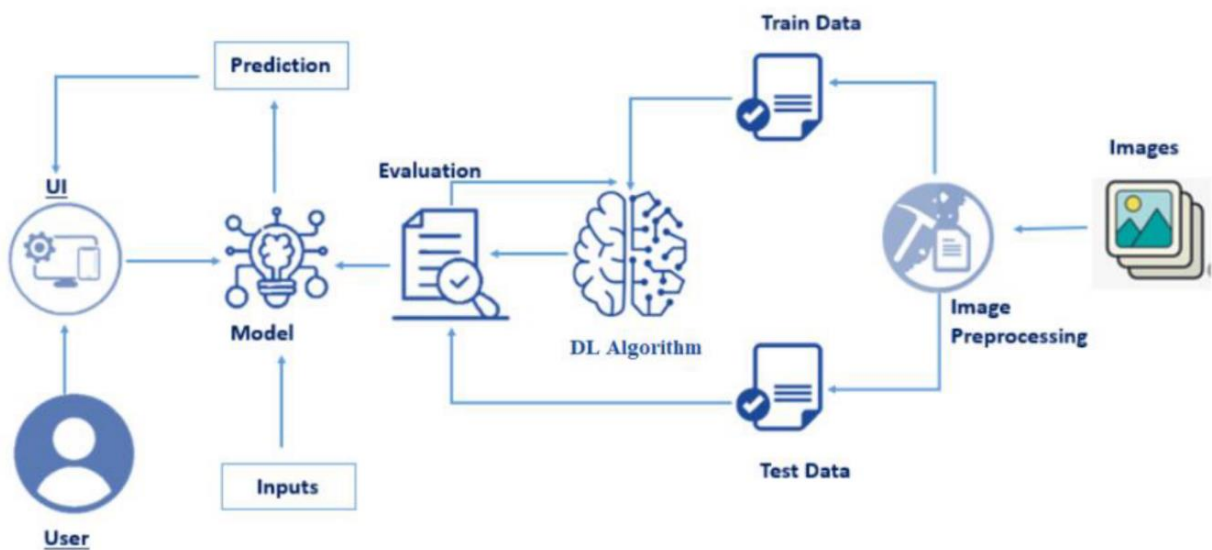 Train Data
Prediction
Images
Evaluation
UI
Image
Preprocessing
Model
DL Algorithm
Inputs
Test Data
User